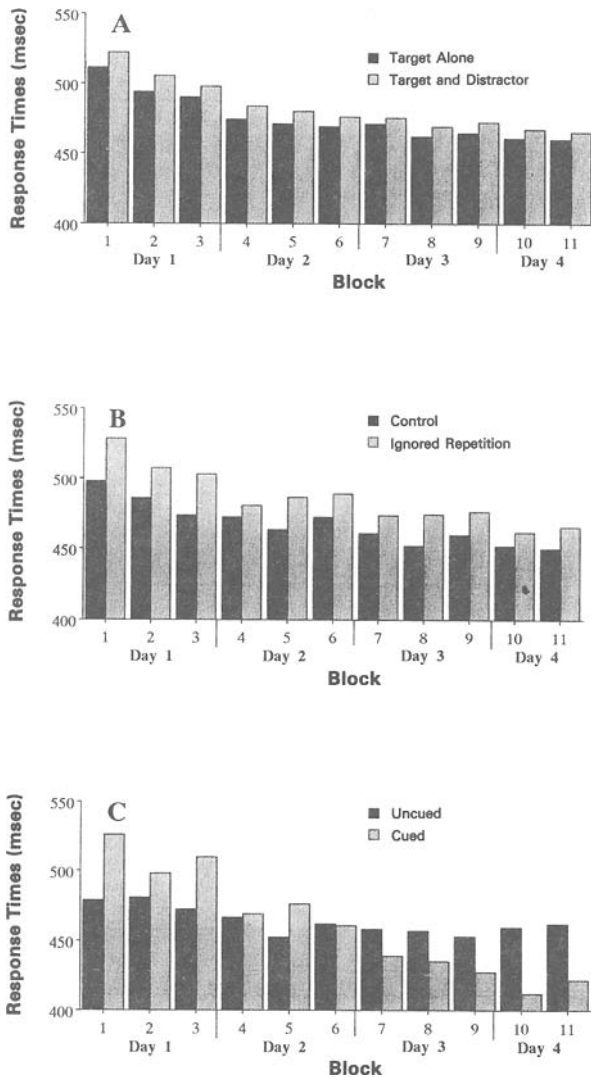 A
Response Times (msec)
550
500
450
400
Target Alone
Target and Distractor
1 2 3 4 5 6 7 8 9 10 11
Day 1 Day 2 Day 3 Day 4
Block
B
Response Times (msec)
550
500
450
400
Control
Ignored Repetition
1 2 3 4 5 6 7 8 9 10 11
Day 1 Day 2 Day 3 Day 4
Block
C
Response Times (msec)
550
500
450
400
Uncued
Cued
1 2 3 4 5 6 7 8 9 10 11
Day 1 Day 2 Day 3 Day 4
Block